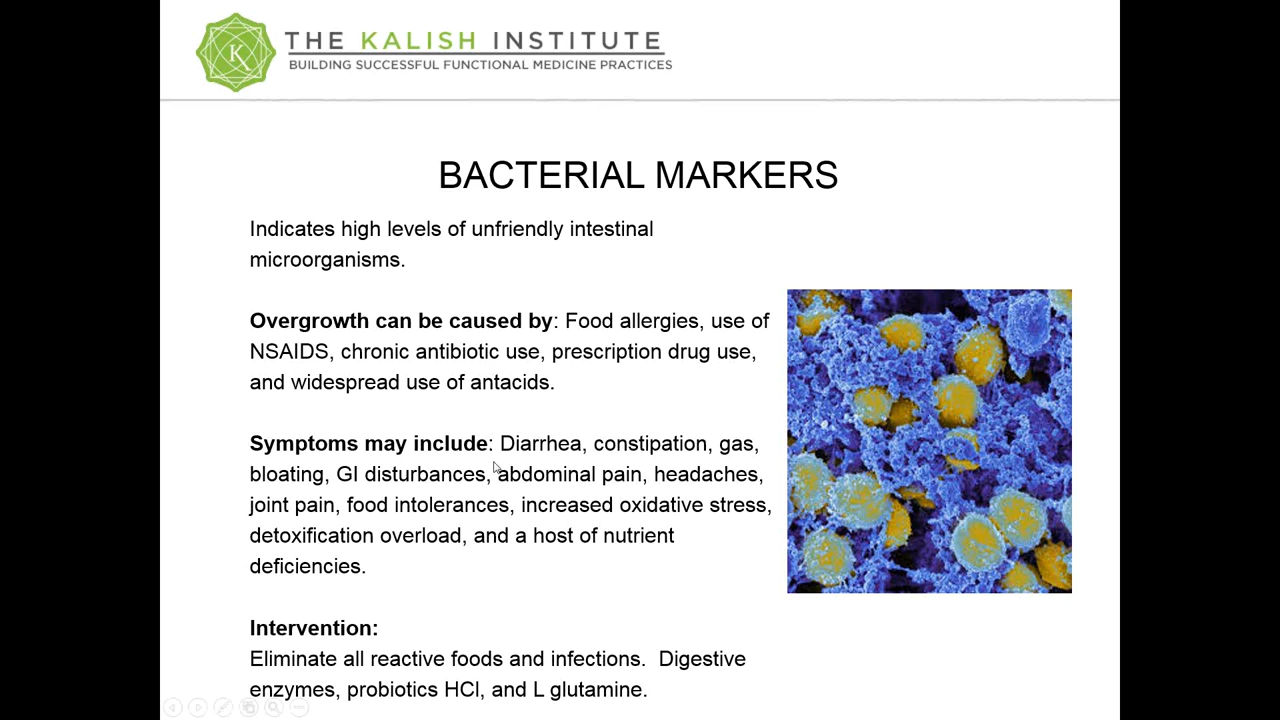 THE KALISH INSTITUTE
BUILDING SUCCESSFUL FUNCTIONAL MEDICINE PRACTICES
BACTERIAL MARKERS
Indicates high levels of unfriendly intestinal
microorganisms.
Overgrowth can be caused by: Food allergies, use of
NSAIDS, chronic antibiotic use, prescription drug use,
and widespread use of antacids.
Symptoms may include: Diarrhea, constipation, gas,
bloating, GI disturbances, abdominal pain, headaches,
joint pain, food intolerances, increased oxidative stress,
detoxification overload, and a host of nutrient
deficiencies.
Intervention:
Eliminate all reactive foods and infections.  Digestive
enzymes, probiotics HCl, and L glutamine.